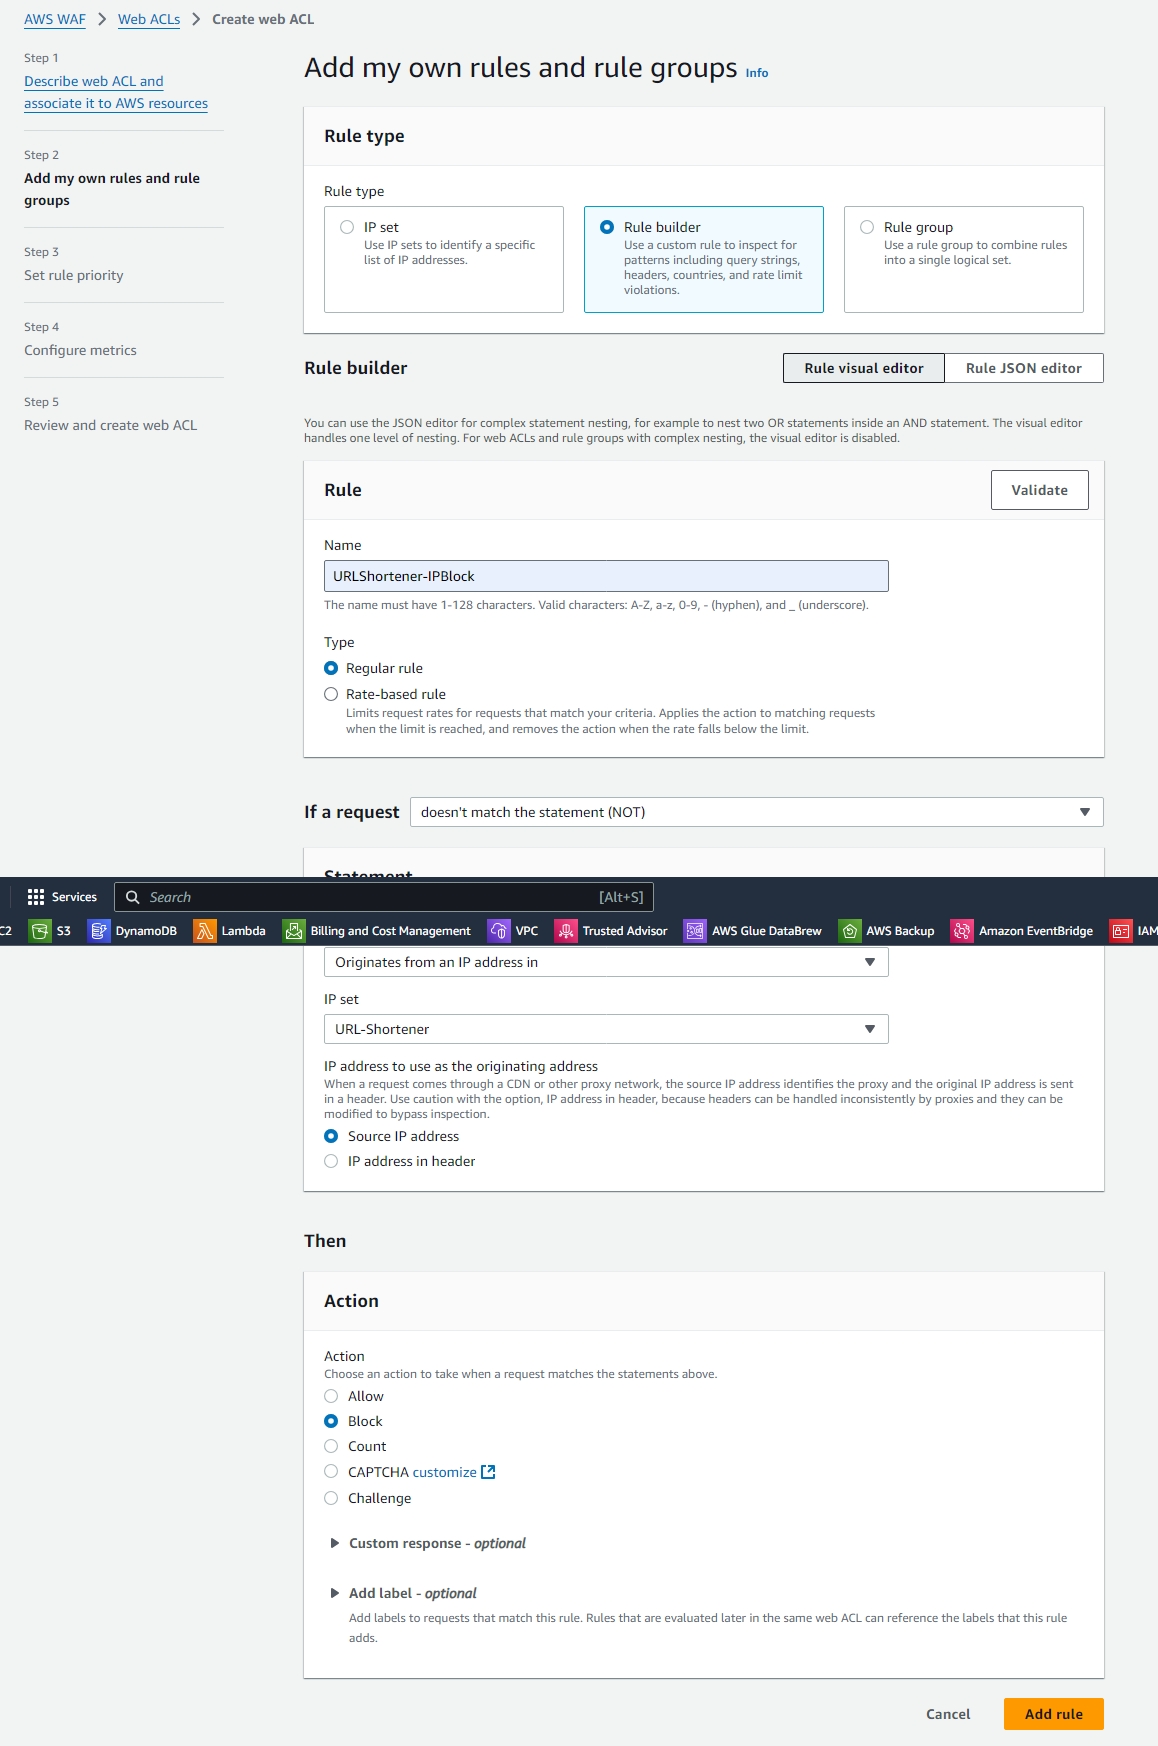 AWS WAF > Web ACLs > Create web ACL
Step 1
Describe web ACL and
associate it to AWS resources
Step 2
Add my own rules and rule
groups
Step 3
Set rule priority
Step 4
Configure metrics
Step 5
Review and create web ACL
Add my own rules and rule groups Info
Rule type
Rule type
IP set
Use IP sets to identify a specific
list of IP addresses.
Rule builder
Use a custom rule to inspect for
patterns including query strings,
headers, countries, and rate limit
violations.
Rule group
Use a rule group to combine rules
into a single logical set.
Rule builder
Rule visual editor
Rule JSON editor
You can use the JSON editor for complex statement nesting, for example to nest two OR statements inside an AND statement. The visual editor
handles one level of nesting. For web ACLs and rule groups with complex nesting, the visual editor is disabled.
Rule
Validate
Name
URLShortener-IPBlock
The name must have 1-128 characters. Valid characters: A-Z, a-z, 0-9, - (hyphen), and _ (underscore).
Type
Regular rule
Rate-based rule
Limits request rates for requests that match your criteria. Applies the action to matching requests
when the limit is reached, and removes the action when the rate falls below the limit.
If a request doesn't match the statement (NOT)
Statement
Services Search [Alt+S]
C2 S3 DynamoDB Lambda Billing and Cost Management VPC Trusted Advisor AWS Glue DataBrew AWS Backup Amazon EventBridge IAM
Originates from an IP address in
IP set
URL-Shortener
IP address to use as the originating address
When a request comes through a CDN or other proxy network, the source IP address identifies the proxy and the original IP address is sent
in a header. Use caution with the option, IP address in header, because headers can be handled inconsistently by proxies and they can be
modified to bypass inspection.
Source IP address
IP address in header
Then
Action
Action
Choose an action to take when a request matches the statements above.
Allow
Block
Count
CAPTCHA customize
Challenge
Custom response - optional
Add label - optional
Add labels to requests that match this rule. Rules that are evaluated later in the same web ACL can reference the labels that this rule
adds.
Cancel
Add rule